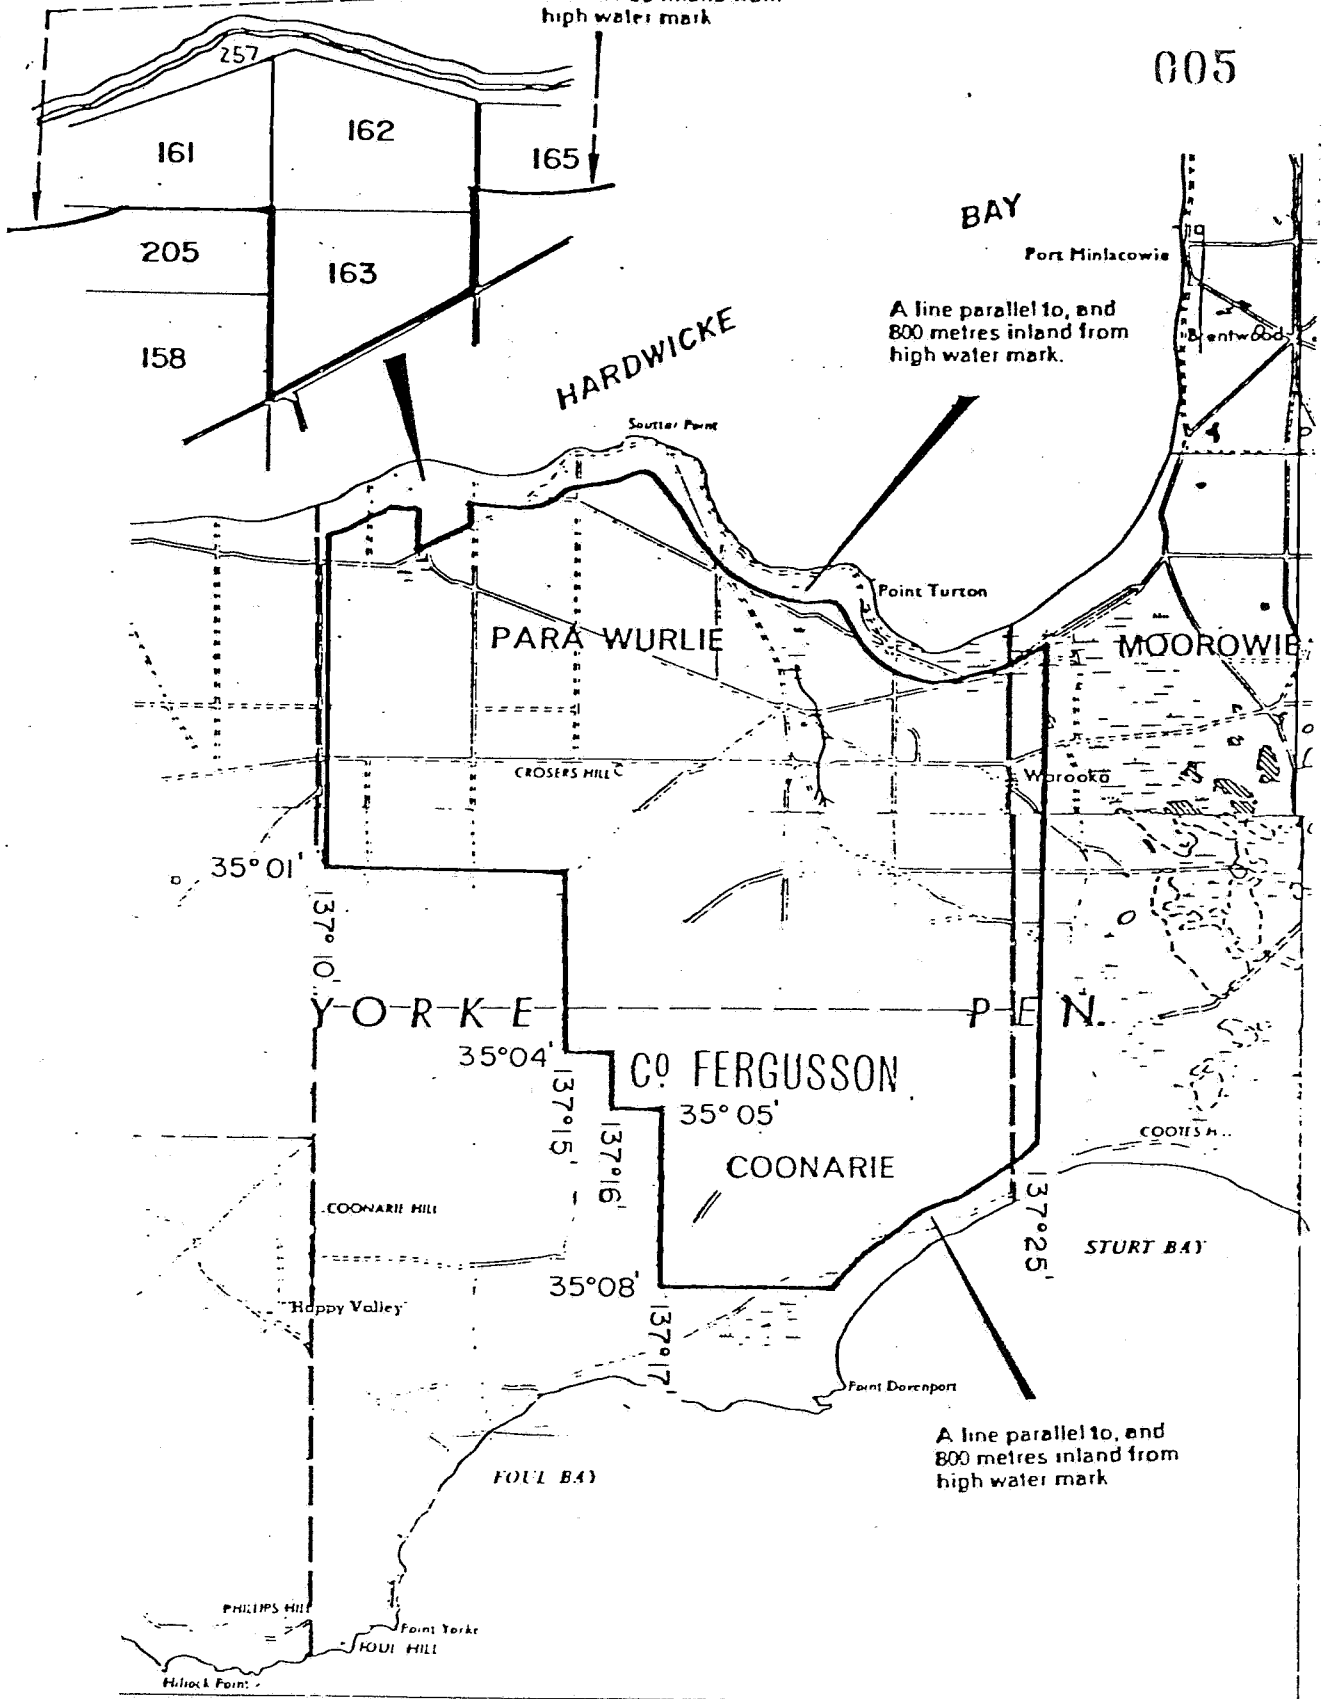 high water mark
005
257
162
161
165
205
163
158
BAY
Port Minlacowie
HARDWICKE
A line parallel to, and
800 metres inland from
high water mark.
Brentwood
Souttar Point
Point Turton
PARA WURLIE
MOOROWIE
CROSERS HILL
Warooka
35°01'
137°10'
YORKE PEN.
35°04'
Co FERGUSSON
137°15'
35°05'
137°16'
COOTES H..
COONARIE
COONARIE HILL
137°25'
STURT BAY
35°08'
"Happy Valley"
137°17'
Point Davenport
A line parallel to, and
800 metres inland from
high water mark
FOUL BAY
PHILLIPS HILL
Point Yorke
FOUL HILL
Hillock Point